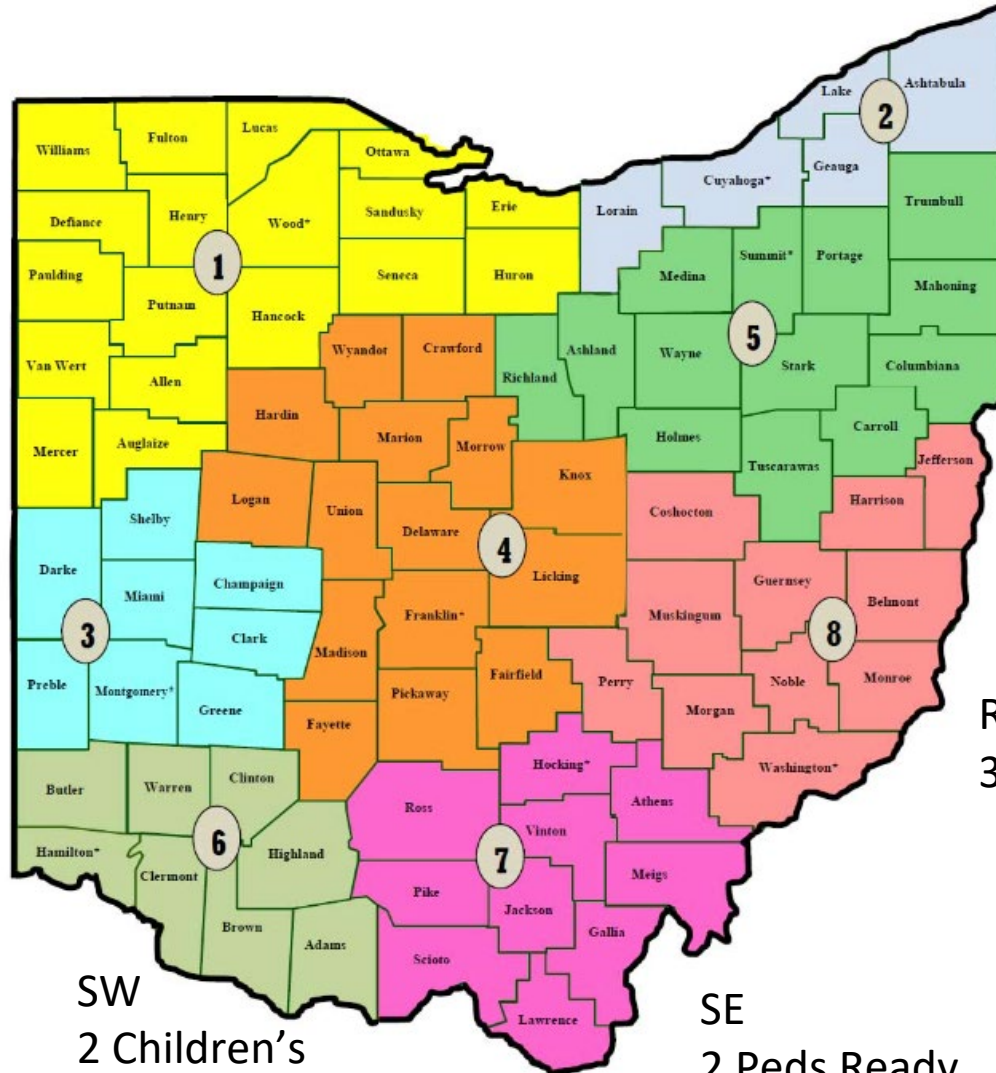 Ashtabula
Lake
2
Geauga
Cuyahoga*
Lorain
Williams
Fulton
Lucas
Ottawa
Defiance
Henry
Wood*
Sandusky
Erie
Trumbull
Medina
Summit*
Portage
Paulding
1
Seneca
Huron
Mahoning
Putnam
Hancock
5
Van Wert
Allen
Wyandot
Crawford
Richland
Ashland
Wayne
Stark
Columbiana
Hardin
Mercer
Auglaize
Marion
Morrow
Holmes
Carroll
Tuscarawas
Jefferson
Knox
Logan
Union
Shelby
Delaware
4
Coshocton
Harrison
Darke
Miami
Champaign
Licking
Guernsey
Belmont
3
Clark
Franklin*
Muskingum
8
Madison
Preble
Montgomery*
Greene
Pickaway
Fairfield
Perry
Noble
Monroe
Morgan
Fayette
R
3
Washington*
Butler
Warren
Clinton
Hocking*
Ross
Athens
6
Vinton
Hamilton*
Highland
7
Clermont
Meigs
Pike
Jackson
Brown
Adams
Gallia
Scioto
Lawrence
SW
2 Children's
SE
2 Peds Ready